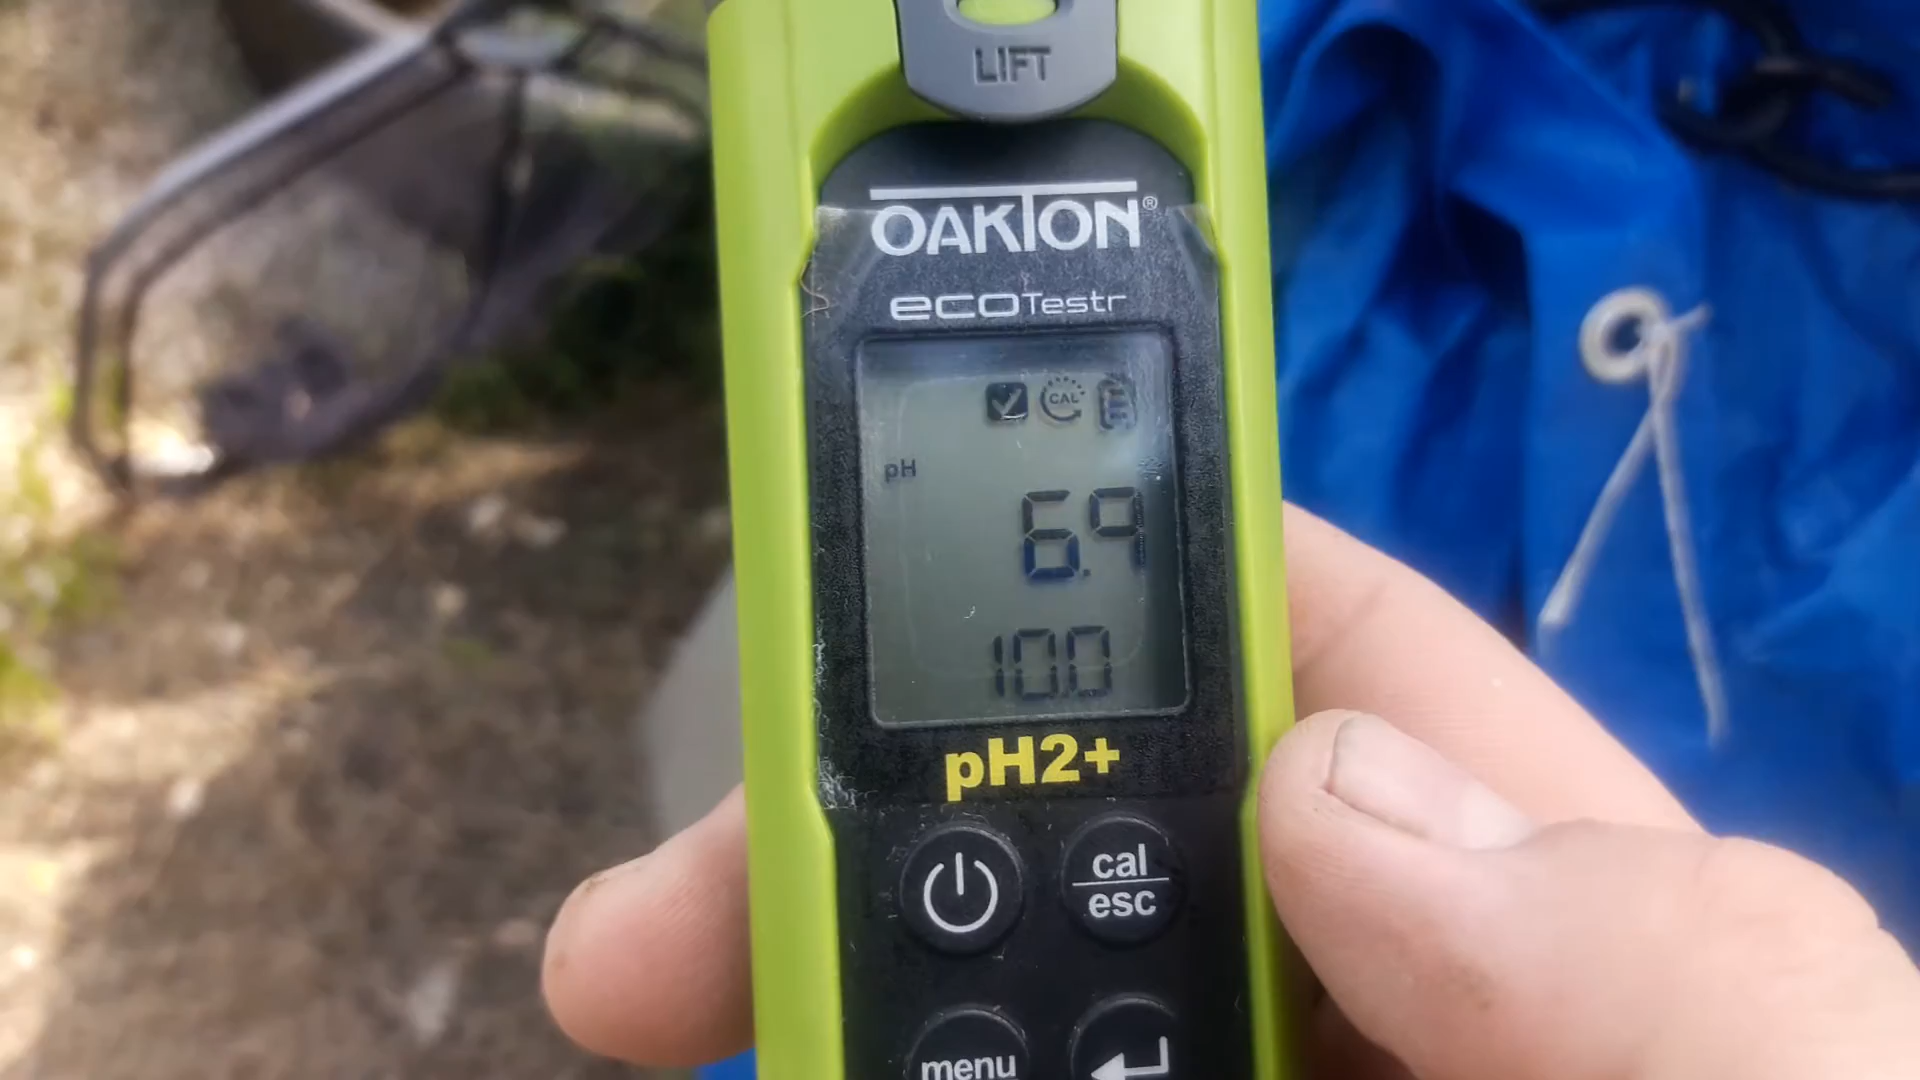 LIFT
OAKTON®
ecoTestr
CAL
pH
6.9
10.0
pH2+
cal
esc
menu